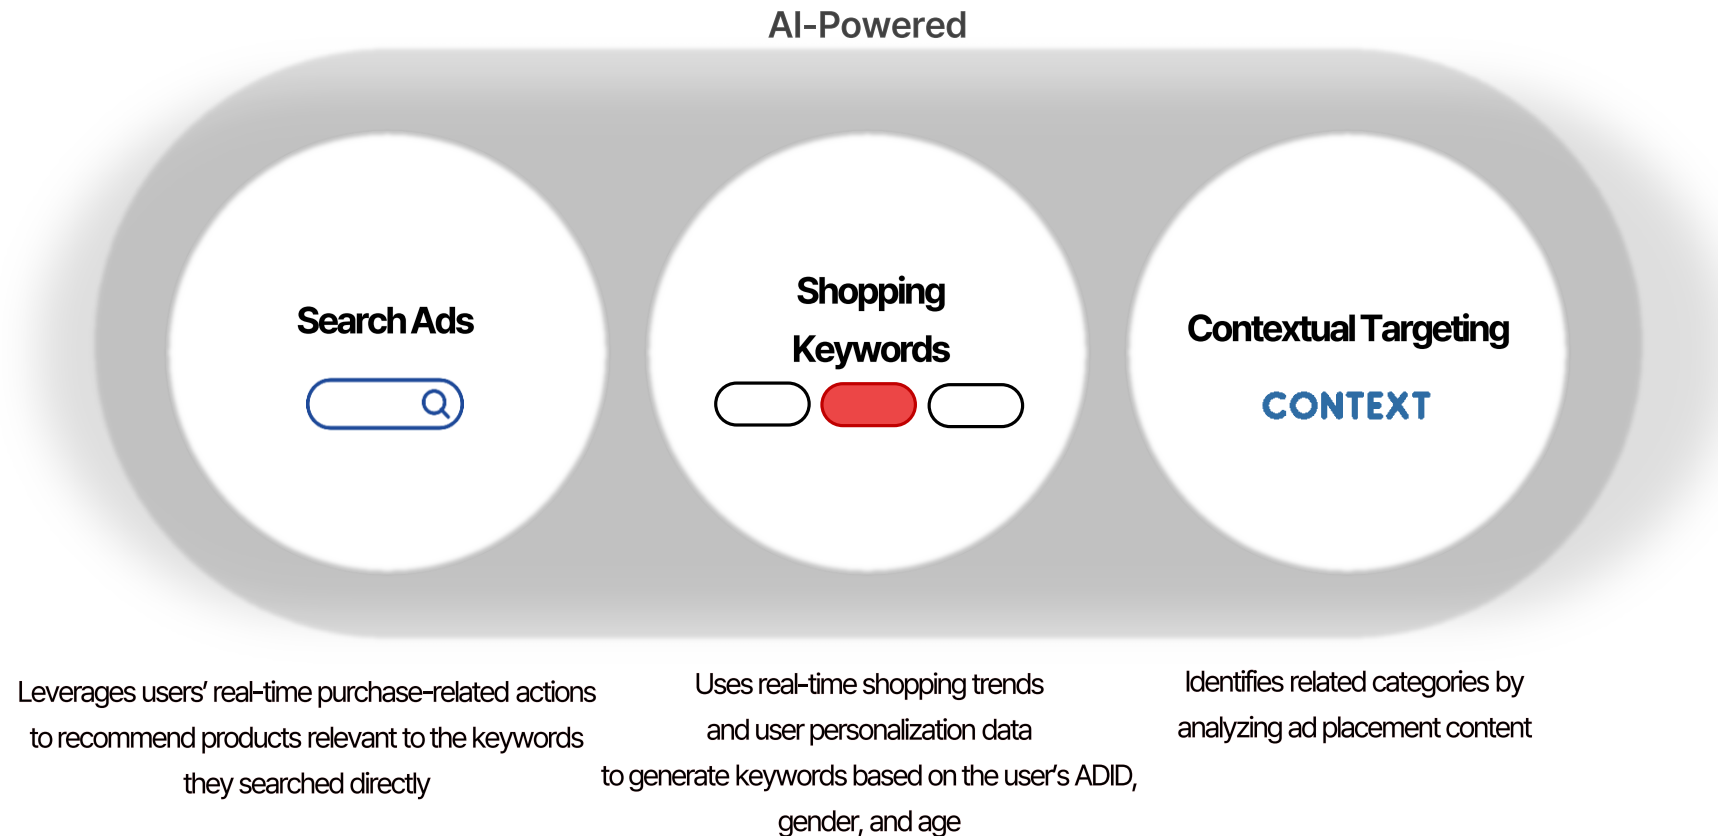 AI-Powered
Search Ads
Shopping
Keywords
Contextual Targeting
CONTEXT
Leverages users’ real-time purchase-related actions
to recommend products relevant to the keywords
they searched directly
Uses real-time shopping trends
and user personalization data
to generate keywords based on the user’s ADID,
gender, and age
Identifies related categories by
analyzing ad placement content